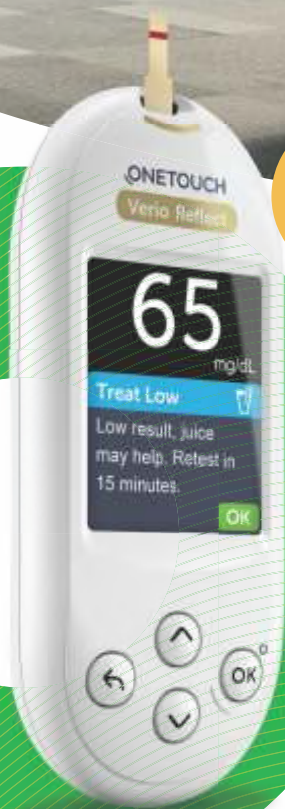 ONETOUCH
Verio Reflect
65
mg/dL
Treat Low
Low result, juice
may help. Retest in
15 minutes.
OK
OK